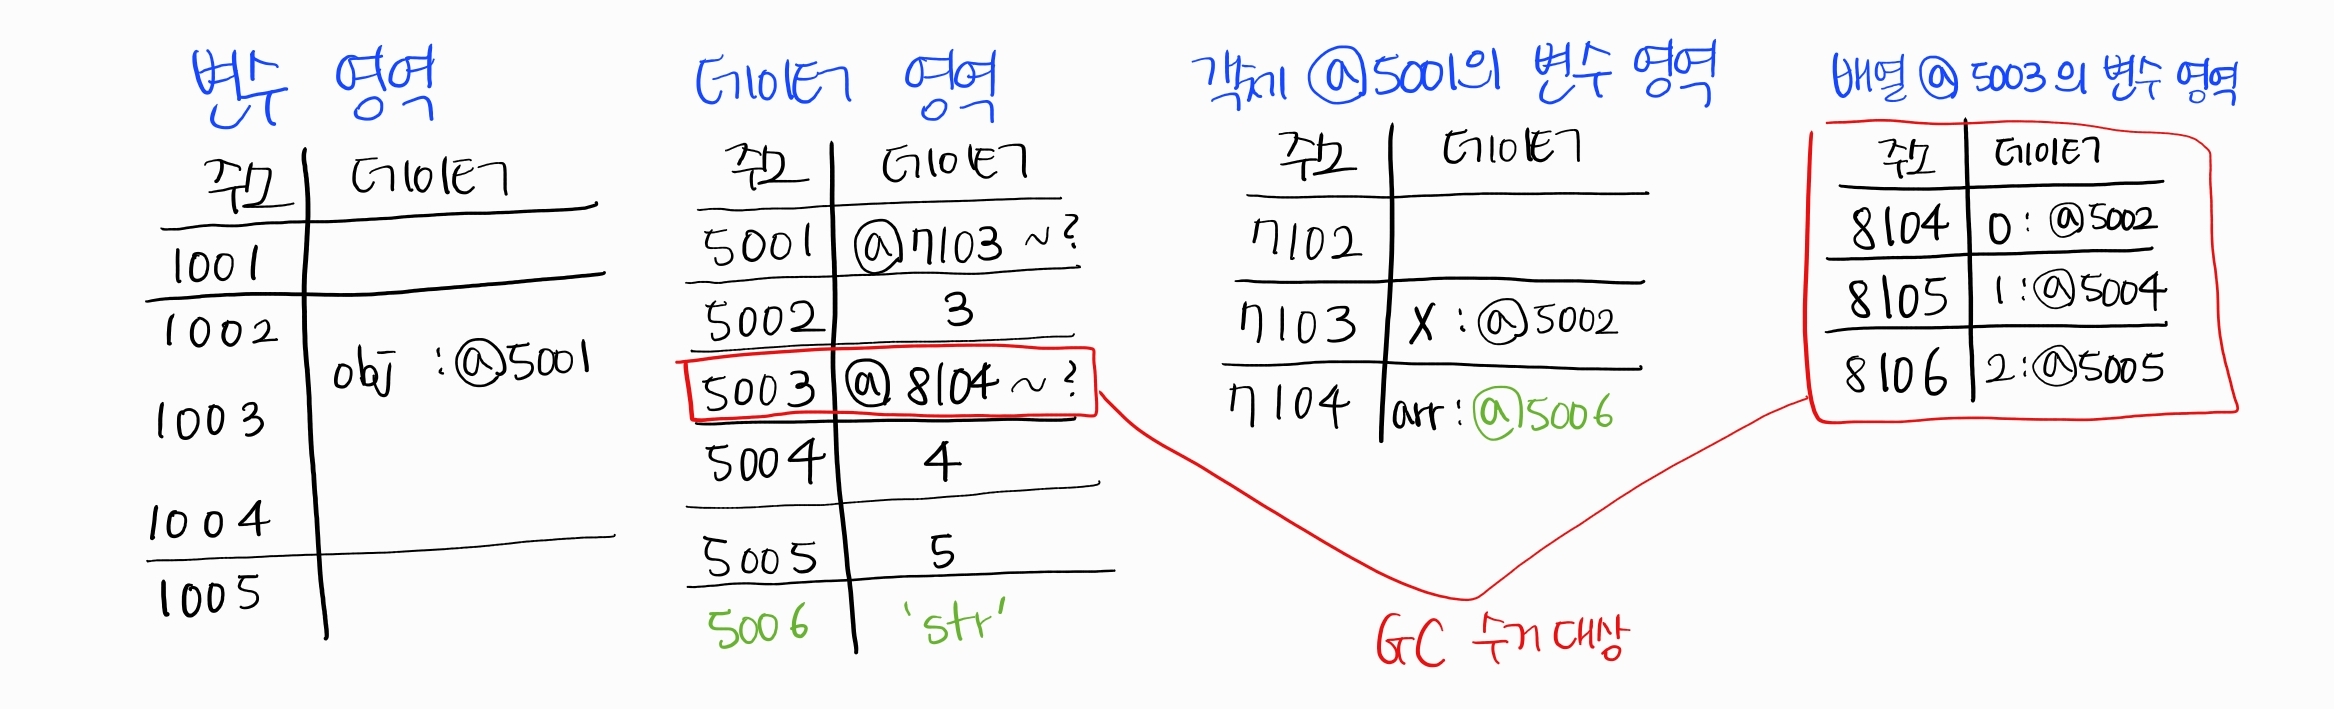 변수 영역
주소 데이터
1001
1002
obj : @5001
1003
1004
1005
데이터 영역
주소 데이터
5001 @7103 ~ ?
5002 3
5003 @ 8104 ~ ?
5004 4
5005 5
5006 'str'
객체 @5001의 변수 영역
주소 데이터
7102
7103 x : @5002
7104 arr : @5006
배열 @ 5003의 변수 영역
주소 데이터
8104 0 : @5002
8105 1 : @5004
8106 2 : @5005
GC 수거 대상